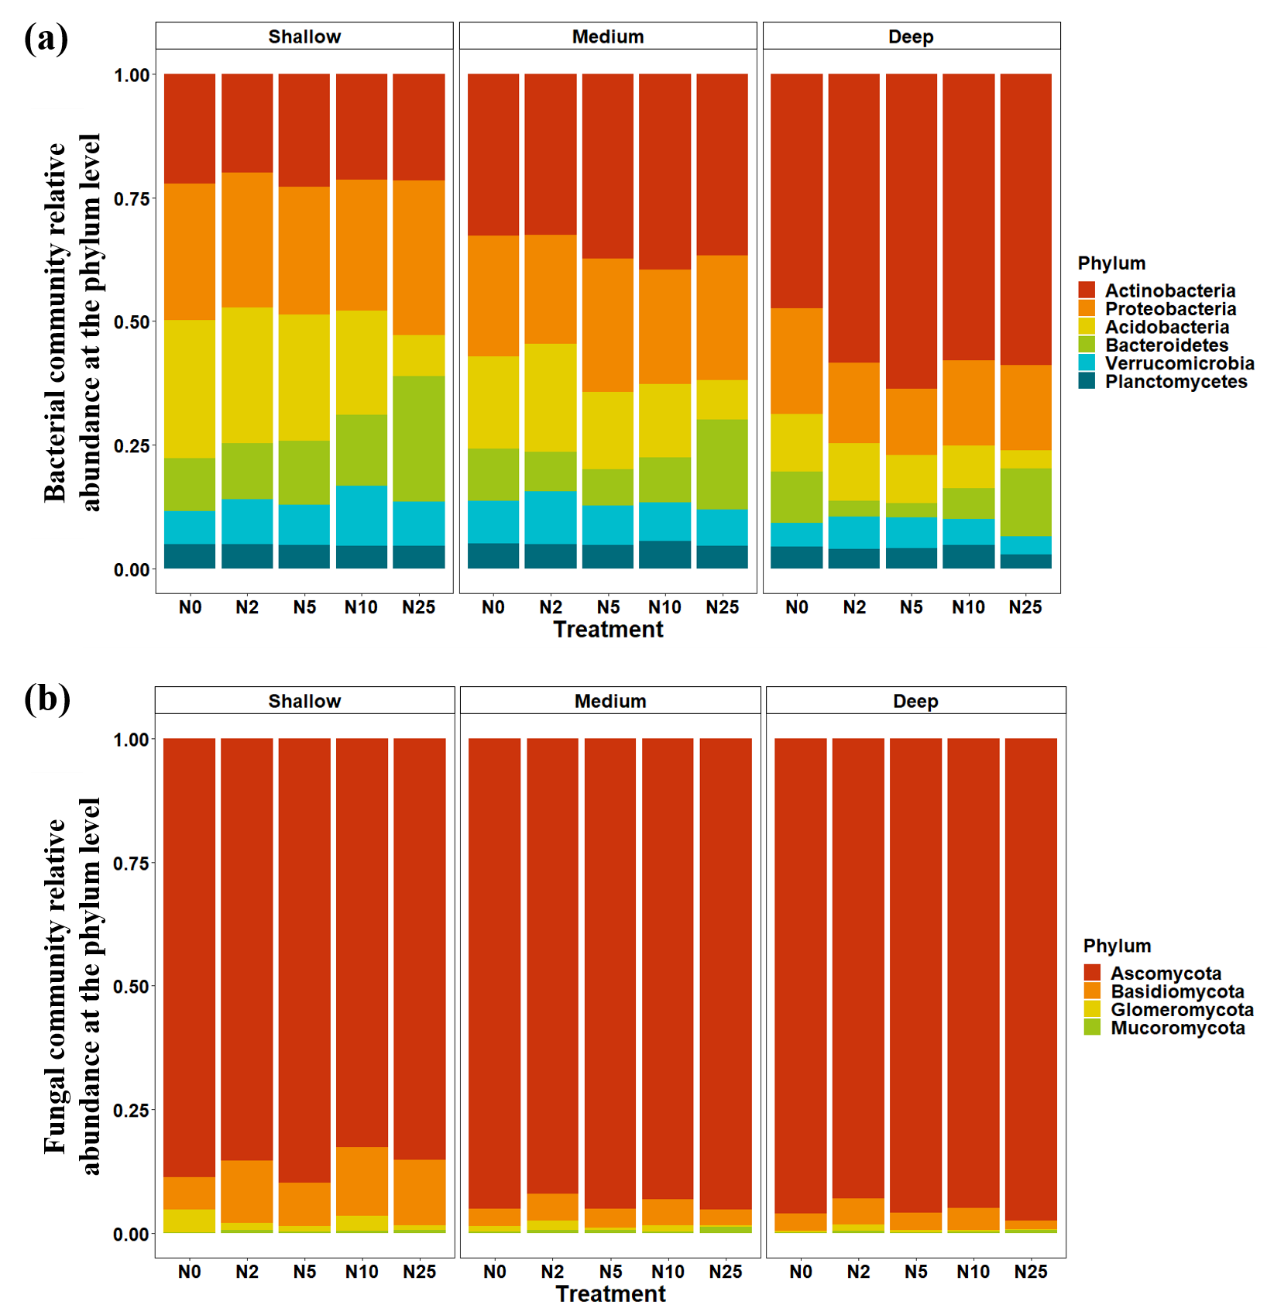 (a)
Shallow
Medium
Deep
Bacterial community relative
abundance at the phylum level
1.00
0.75
0.50
0.25
0.00
N0 N2 N5 N10 N25
N0 N2 N5 N10 N25
N0 N2 N5 N10 N25
Treatment
Phylum
Actinobacteria
Proteobacteria
Acidobacteria
Bacteroidetes
Verrucomicrobia
Planctomycetes
(b)
Shallow
Medium
Deep
Fungal community relative
abundance at the phylum level
1.00
0.75
0.50
0.25
0.00
N0 N2 N5 N10 N25
N0 N2 N5 N10 N25
N0 N2 N5 N10 N25
Treatment
Phylum
Ascomycota
Basidiomycota
Glomeromycota
Mucoromycota